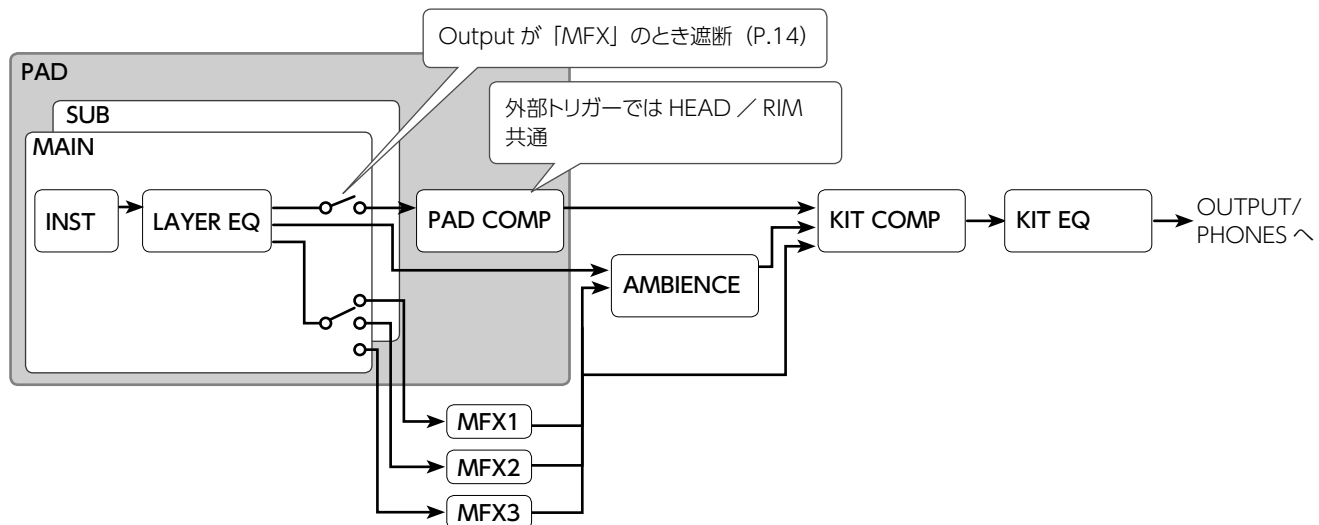 Output が「MFX」のとき遮断（P.14）
PAD
外部トリガーでは HEAD ／ RIM
共通
SUB
MAIN
INST
LAYER EQ
PAD COMP
KIT COMP
KIT EQ
OUTPUT/
PHONES へ
AMBIENCE
MFX1
MFX2
MFX3